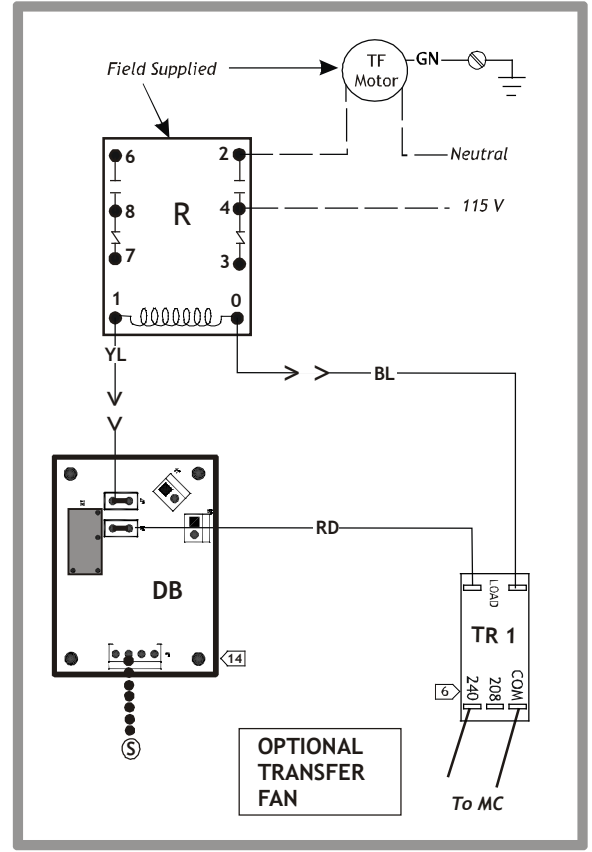 Field Supplied
TF
Motor
GN
6
2
Neutral
8
R
4
115 V
7
3
1
0
YL
BL
RD
DB
LOAD
TR 1
14
6
240
208
COM
S
OPTIONAL
TRANSFER
FAN
To MC